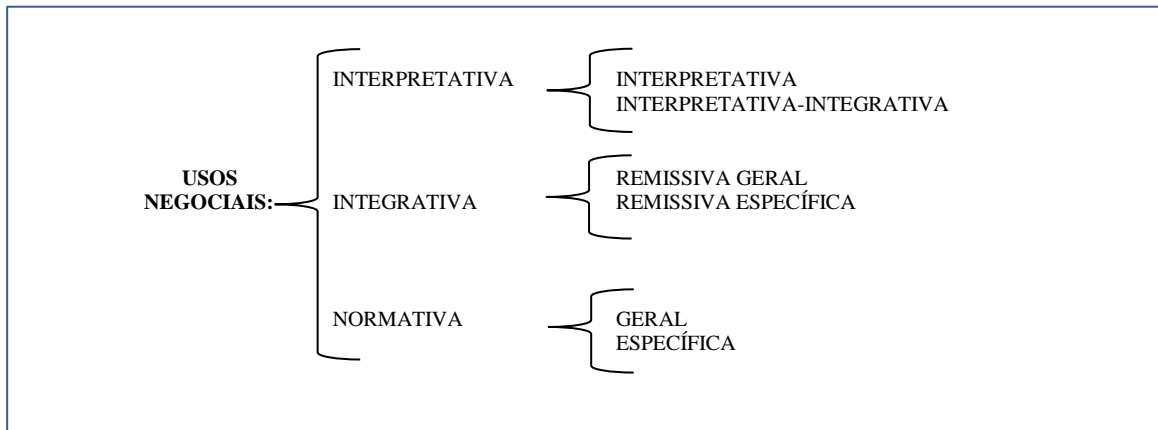 USOS
NEGOCIAIS:
INTERPRETATIVA
INTERPRETATIVA
INTERPRETATIVA-INTEGRATIVA
INTEGRATIVA
REMISSIVA GERAL
REMISSIVA ESPECÍFICA
NORMATIVA
GERAL
ESPECÍFICA